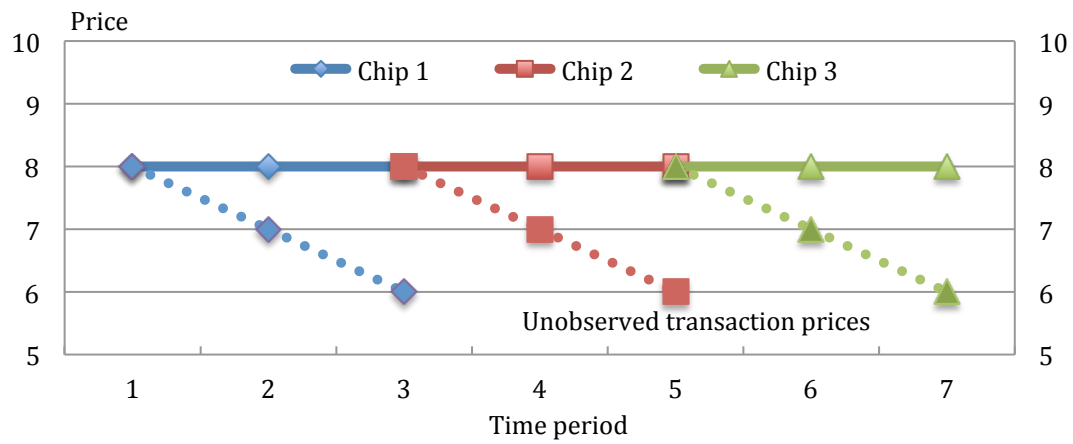 Price
10 10
Chip 1 Chip 2 Chip 3
9 9
8 8
7 7
6 6
Unobserved transaction prices
5 5
1 2 3 4 5 6 7
Time period